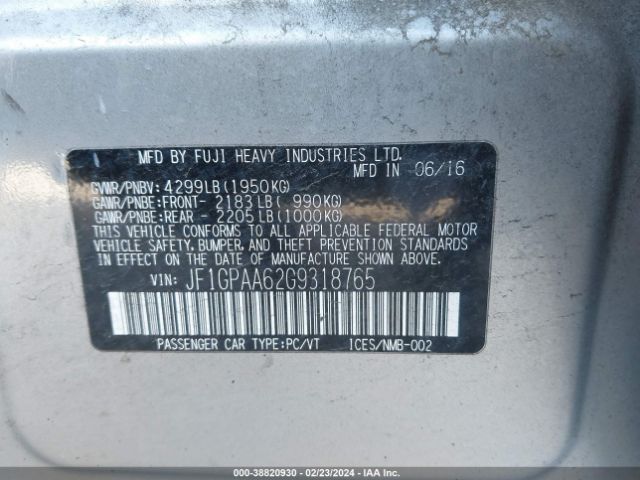 MFD BY FUJI HEAVY INDUSTRIES LTD.
MFD IN 06/16
GVWR/PNBV: 4299LB(1950KG)
GAWR/PNBE:FRONT- 2183LB( 990KG)
GAWR/PNBE:REAR - 2205LB(1000KG)
THIS VEHICLE CONFORMS TO ALL APPLICABLE FEDERAL MOTOR
VEHICLE SAFETY, BUMPER, AND THEFT PREVENTION STANDARDS
IN EFFECT ON THE DATE OF MANUFACTURE SHOWN ABOVE.
VIN: JF1GPAA62G9318765
PASSENGER CAR TYPE:PC/VT ICES/NMB-002
000-38820930 - 02/23/2024 - IAA Inc.